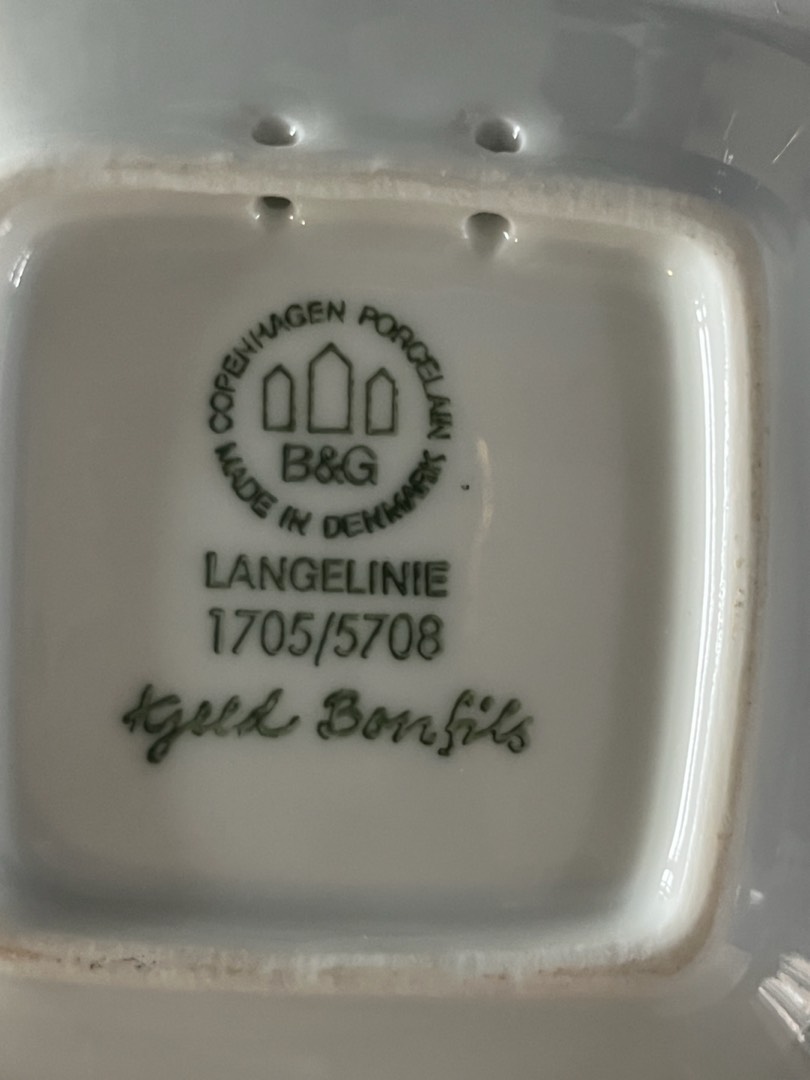 COPENHAGEN PORCELAIN
B&G
MADE IN DENMARK
LANGELINIE
1705/5708
Kjeld Bonfils